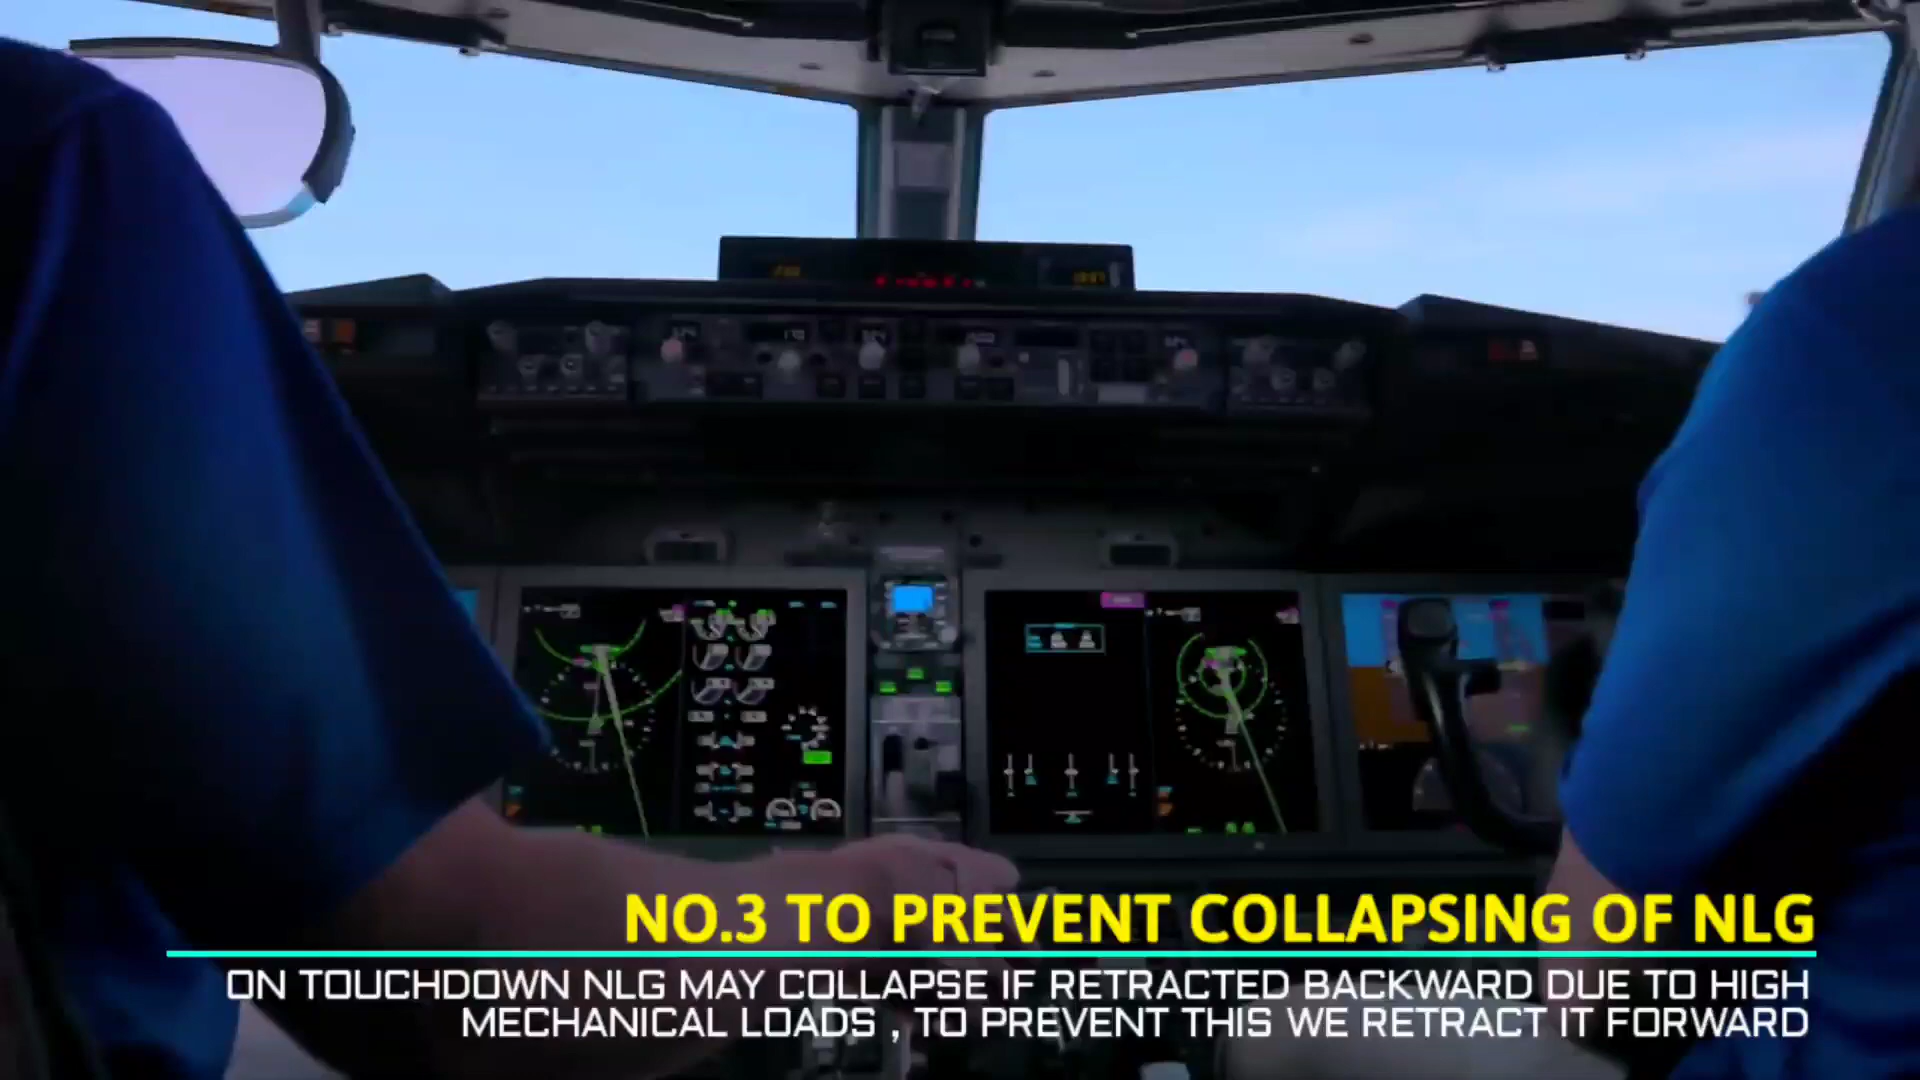 NO.3 TO PREVENT COLLAPSING OF NLG
ON TOUCHDOWN NLG MAY COLLAPSE IF RETRACTED BACKWARD DUE TO HIGH
MECHANICAL LOADS , TO PREVENT THIS WE RETRACT IT FORWARD